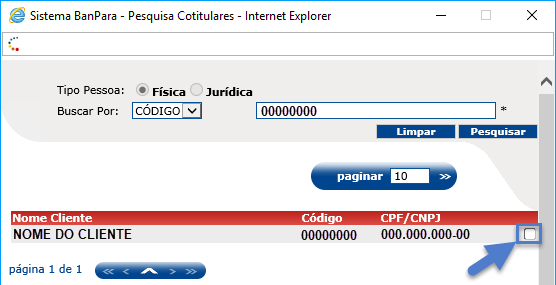 Sistema BanPara - Pesquisa Cotitulares - Internet Explorer
Tipo Pessoa: Física Jurídica
Buscar Por: CÓDIGO 00000000 *
Limpar Pesquisar
paginar 10 >>
Nome Cliente Código CPF/CNPJ
NOME DO CLIENTE 00000000 000.000.000-00
página 1 de 1 << < > >>